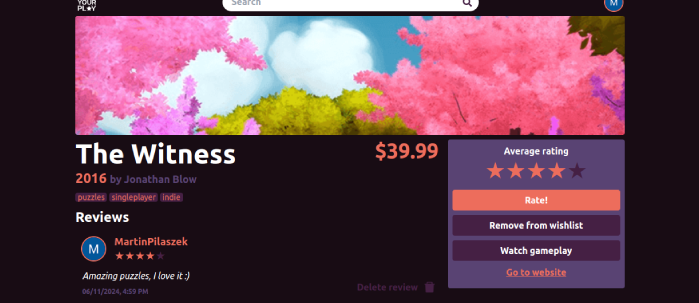 YOUR
PL★Y
Search
M
The Witness
$39.99
2016 by Jonathan Blow
puzzles singleplayer indie
Reviews
M
MartinPilaszek
Amazing puzzles, I love it :)
06/11/2024, 4:59 PM
Delete review
Average rating
Rate!
Remove from wishlist
Watch gameplay
Go to website